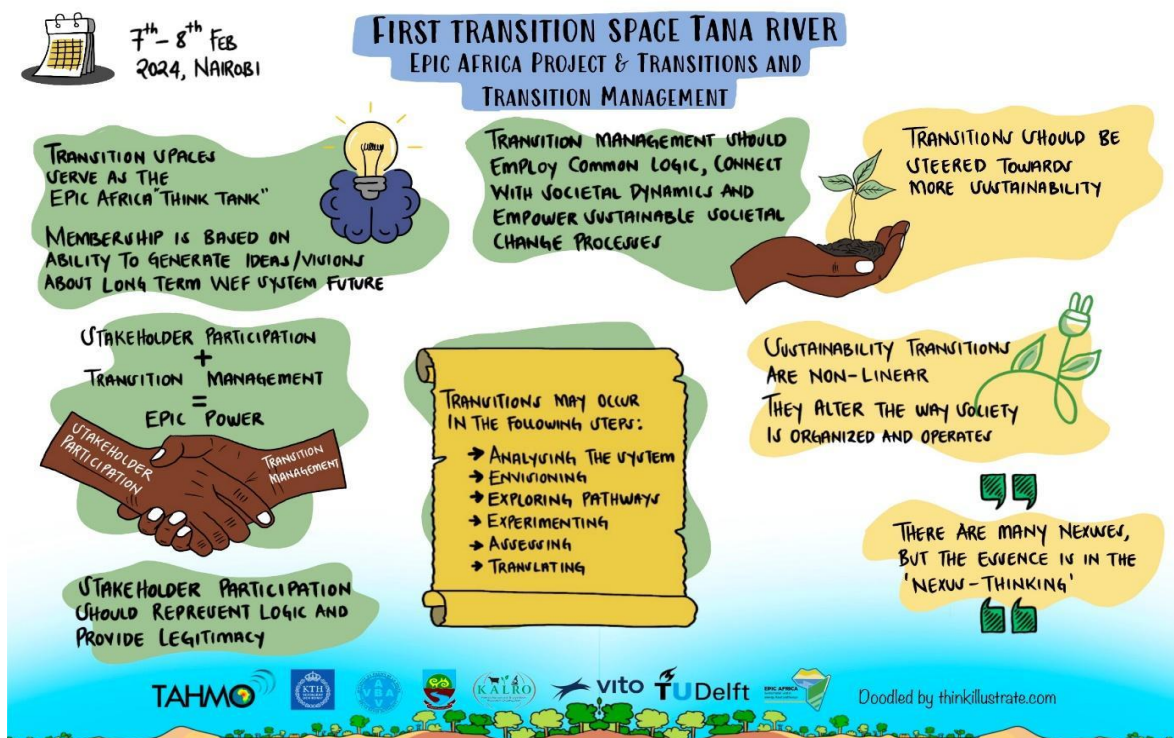 7th - 8th Feb
2024, NAIROBI
FIRST TRANSITION SPACE TANA RIVER
EPIC AFRICA PROJECT & TRANSITIONS AND
TRANSITION MANAGEMENT
TRANSITION SPACES
SERVE AS THE
EPIC AFRICA "THINK TANK"
MEMBERSHIP IS BASED ON
ABILITY TO GENERATE IDEAS/VISIONS
ABOUT LONG TERM WEF SYSTEM FUTURE
TRANSITION MANAGEMENT SHOULD
EMPLOY COMMON LOGIC, CONNECT
WITH SOCIETAL DYNAMICS AND
EMPOWER SUSTAINABLE SOCIETAL
CHANGE PROCESSES
TRANSITIONS SHOULD BE
STEERED TOWARDS
MORE SUSTAINABILITY
STAKEHOLDER PARTICIPATION
+
TRANSITION MANAGEMENT
=
EPIC POWER
STAKEHOLDER
PARTICIPATION
TRANSITION
MANAGEMENT
STAKEHOLDER PARTICIPATION
SHOULD REPRESENT LOGIC AND
PROVIDE LEGITIMACY
TRANSITIONS MAY OCCUR
IN THE FOLLOWING STEPS:
→ ANALYSING THE SYSTEM
→ ENVISIONING
→ EXPLORING PATHWAYS
→ EXPERIMENTING
→ ASSESSING
→ TRANSLATING
SUSTAINABILITY TRANSITIONS
ARE NON-LINEAR
THEY ALTER THE WAY SOCIETY
IS ORGANIZED AND OPERATES
THERE ARE MANY NEXUSES,
BUT THE ESSENCE IS IN THE
'NEXUS-THINKING'
TAHMO
KTH
KALRO
vito
TU Delft
EPIC AFRICA
Doodled by thinkillustrate.com